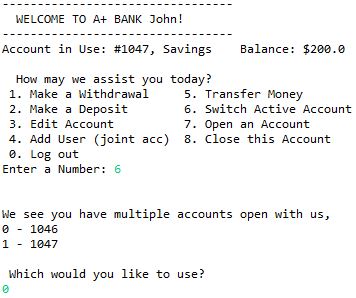 ---------------------------------
WELCOME TO A+ BANK John!
---------------------------------
Account in Use: #1047, Savings    Balance: $200.0
How may we assist you today?
1. Make a Withdrawal     5. Transfer Money
2. Make a Deposit        6. Switch Active Account
3. Edit Account          7. Open an Account
4. Add User (joint acc)  8. Close this Account
0. Log out
Enter a Number: 6
We see you have multiple accounts open with us,
0 - 1046
1 - 1047
Which would you like to use?
0